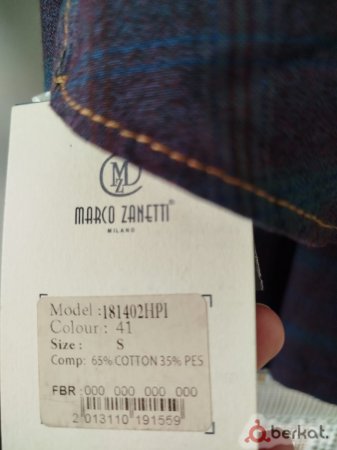 MZ
MARCO ZANETTI®
MILANO
Model :181402HPI
Colour : 41
Size : S
Comp: 65% COTTON 35% PES
FBR :000 000 000 000
2 013110 191559
berkat.